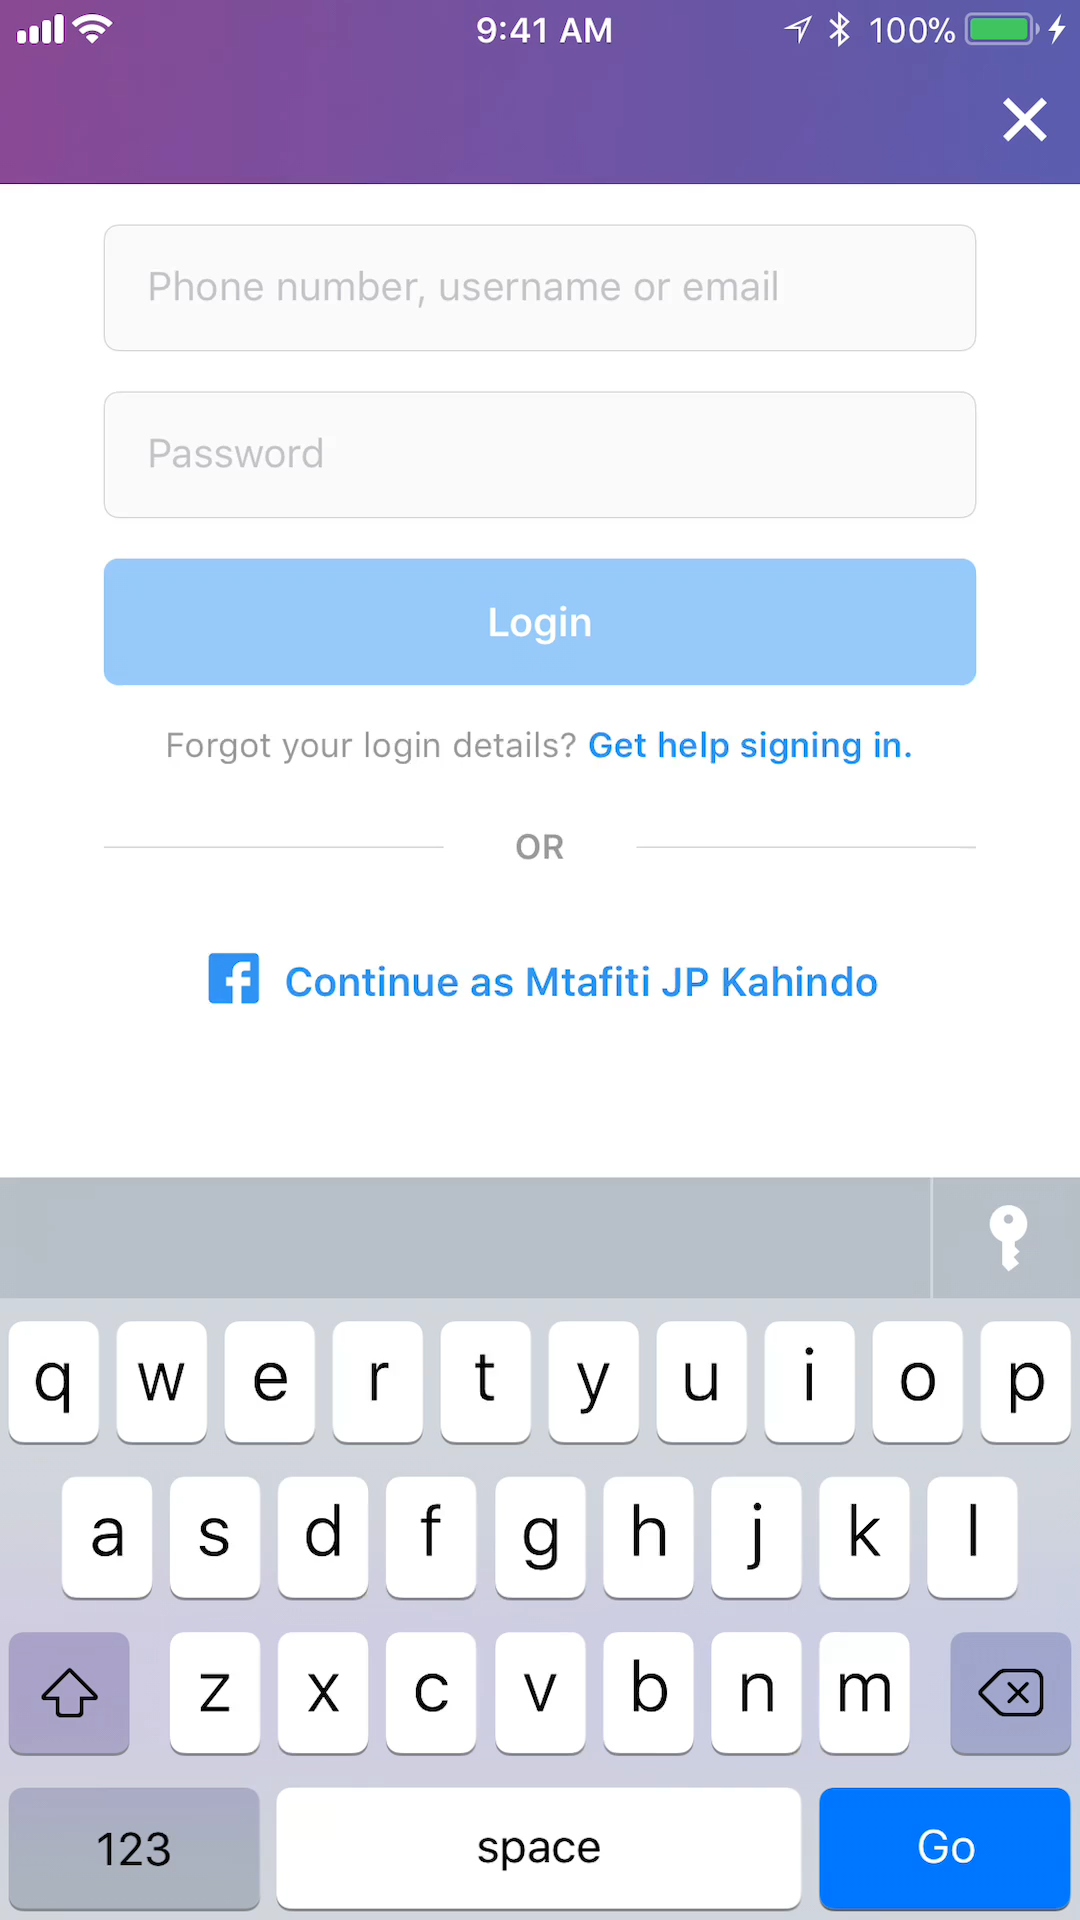 9:41 AM 100%
Phone number, username or email
Password
Login
Forgot your login details? Get help signing in.
OR
Continue as Mtafiti JP Kahindo
q w e r t y u i o p
a s d f g h j k l
z x c v b n m
123 space Go